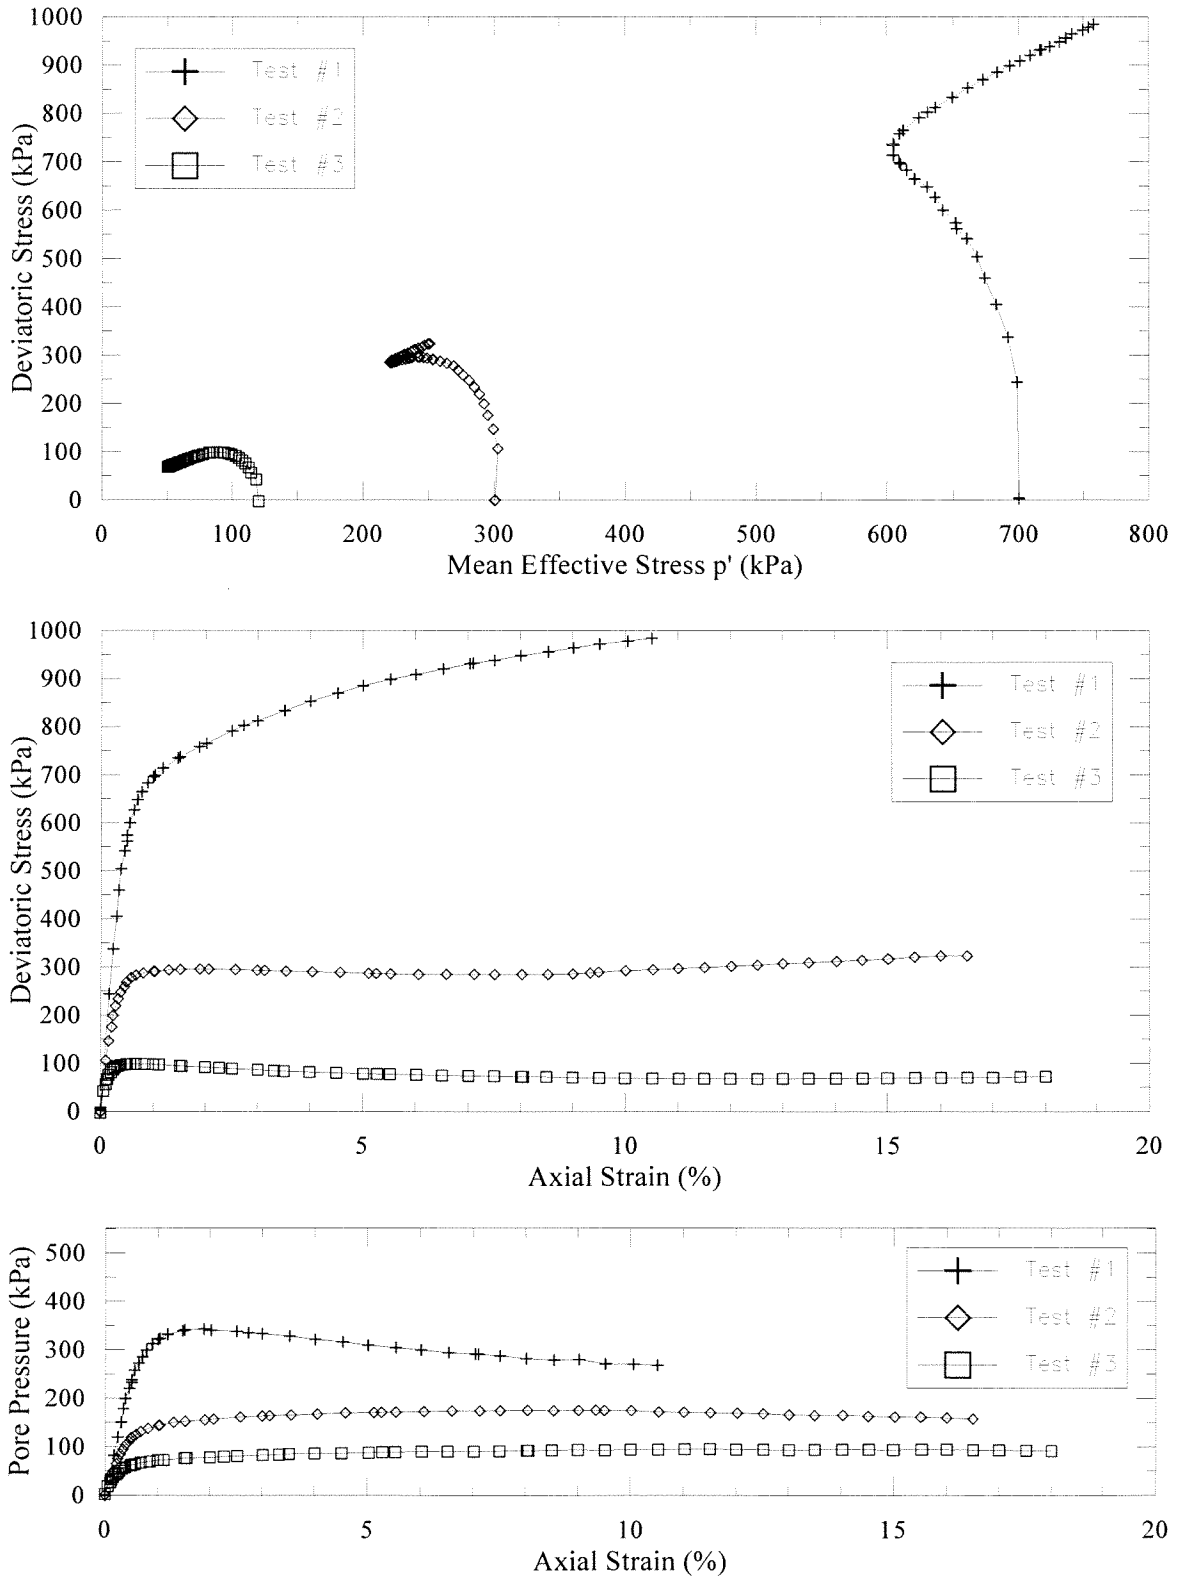 1000
900
800
700
600
500
400
300
200
100
0
Deviatoric Stress (kPa)
Test #1
Test #2
Test #3
0 100 200 300 400 500 600 700 800
Mean Effective Stress p' (kPa)
1000
900
800
700
600
500
400
300
200
100
0
Deviatoric Stress (kPa)
Test #1
Test #2
Test #3
0 5 10 15 20
Axial Strain (%)
500
400
300
200
100
0
Pore Pressure (kPa)
Test #1
Test #2
Test #3
0 5 10 15 20
Axial Strain (%)